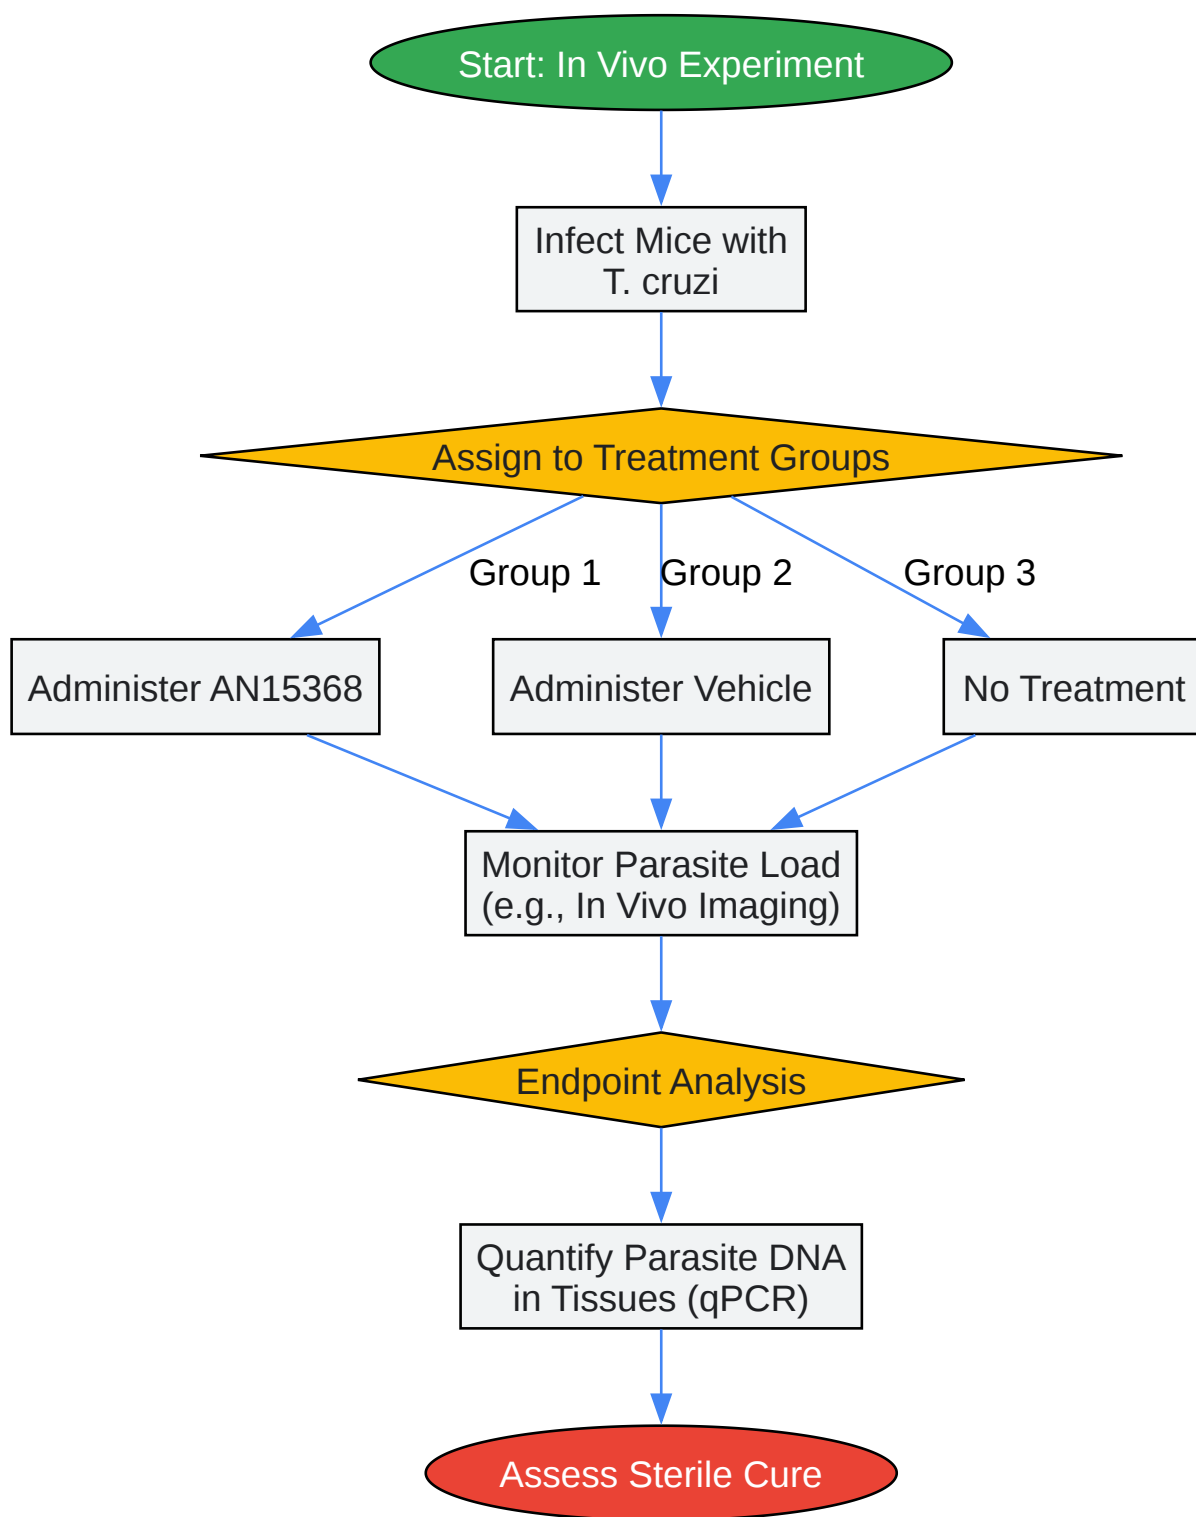 Start: In Vivo Experiment
Infect Mice with
T. cruzi
Assign to Treatment Groups
Group 1
Group 2
Group 3
Administer AN15368
Administer Vehicle
No Treatment
Monitor Parasite Load
(e.g., In Vivo Imaging)
Endpoint Analysis
Quantify Parasite DNA
in Tissues (qPCR)
Assess Sterile Cure